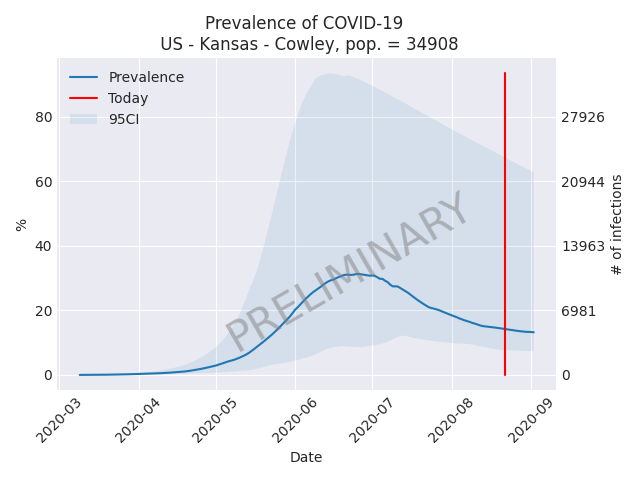 Prevalence of COVID-19
US - Kansas - Cowley, pop. = 34908
Prevalence
Today
95CI
80
60
40
20
0
%
27926
20944
13963
6981
0
# of infections
PRELIMINARY
2020-03
2020-04
2020-05
2020-06
2020-07
2020-08
2020-09
Date